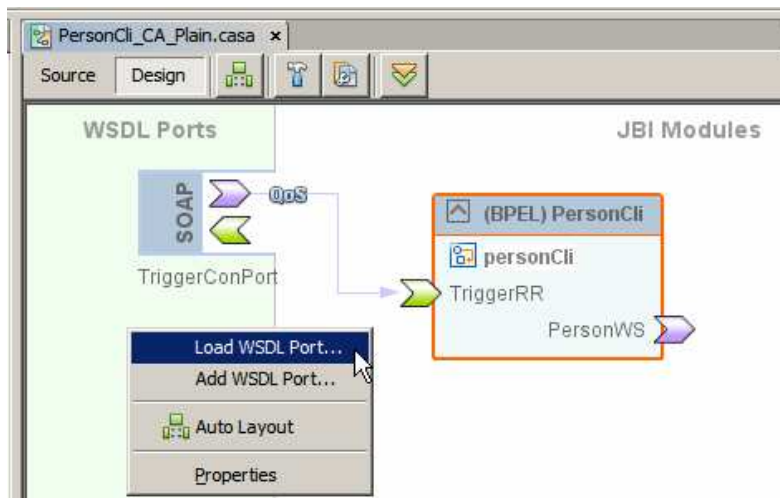 PersonCli_CA_Plain.casa
Source Design
WSDL Ports JBI Modules
SOAP
QoS
TriggerConPort
(BPEL) PersonCli
personCli
TriggerRR
PersonWS
Load WSDL Port...
Add WSDL Port...
Auto Layout
Properties